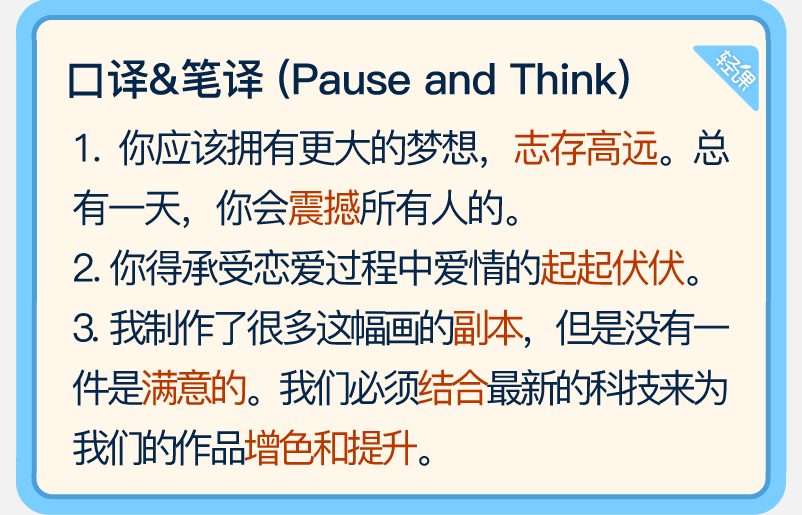 口译&笔译 (Pause and Think)
轻课
1. 你应该拥有更大的梦想，志存高远。总
有一天，你会震撼所有人的。
2. 你得承受恋爱过程中爱情的起起伏伏。
3. 我制作了很多这幅画的副本，但是没有一
件是满意的。我们必须结合最新的科技来为
我们的作品增色和提升。